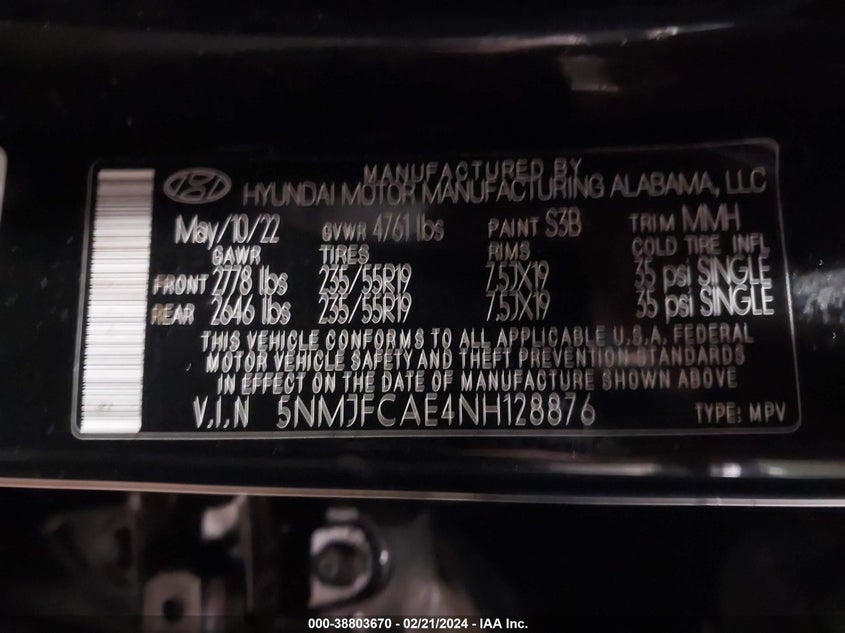 MANUFACTURED BY
HYUNDAI MOTOR MANUFACTURING ALABAMA, LLC
May/10/22 GVWR 4761 lbs PAINT S3B TRIM MMH
GAWR TIRES RIMS COLD TIRE INFL
FRONT 2778 lbs 235/55R19 7.5JX19 35 psi SINGLE
REAR 2646 lbs 235/55R19 7.5JX19 35 psi SINGLE
THIS VEHICLE CONFORMS TO ALL APPLICABLE U.S.A. FEDERAL
MOTOR VEHICLE SAFETY AND THEFT PREVENTION STANDARDS
IN EFFECT ON THE DATE OF MANUFACTURE SHOWN ABOVE
V.I.N 5NMJFCAE4NH128876 TYPE: MPV
000-38803670 - 02/21/2024 - IAA Inc.